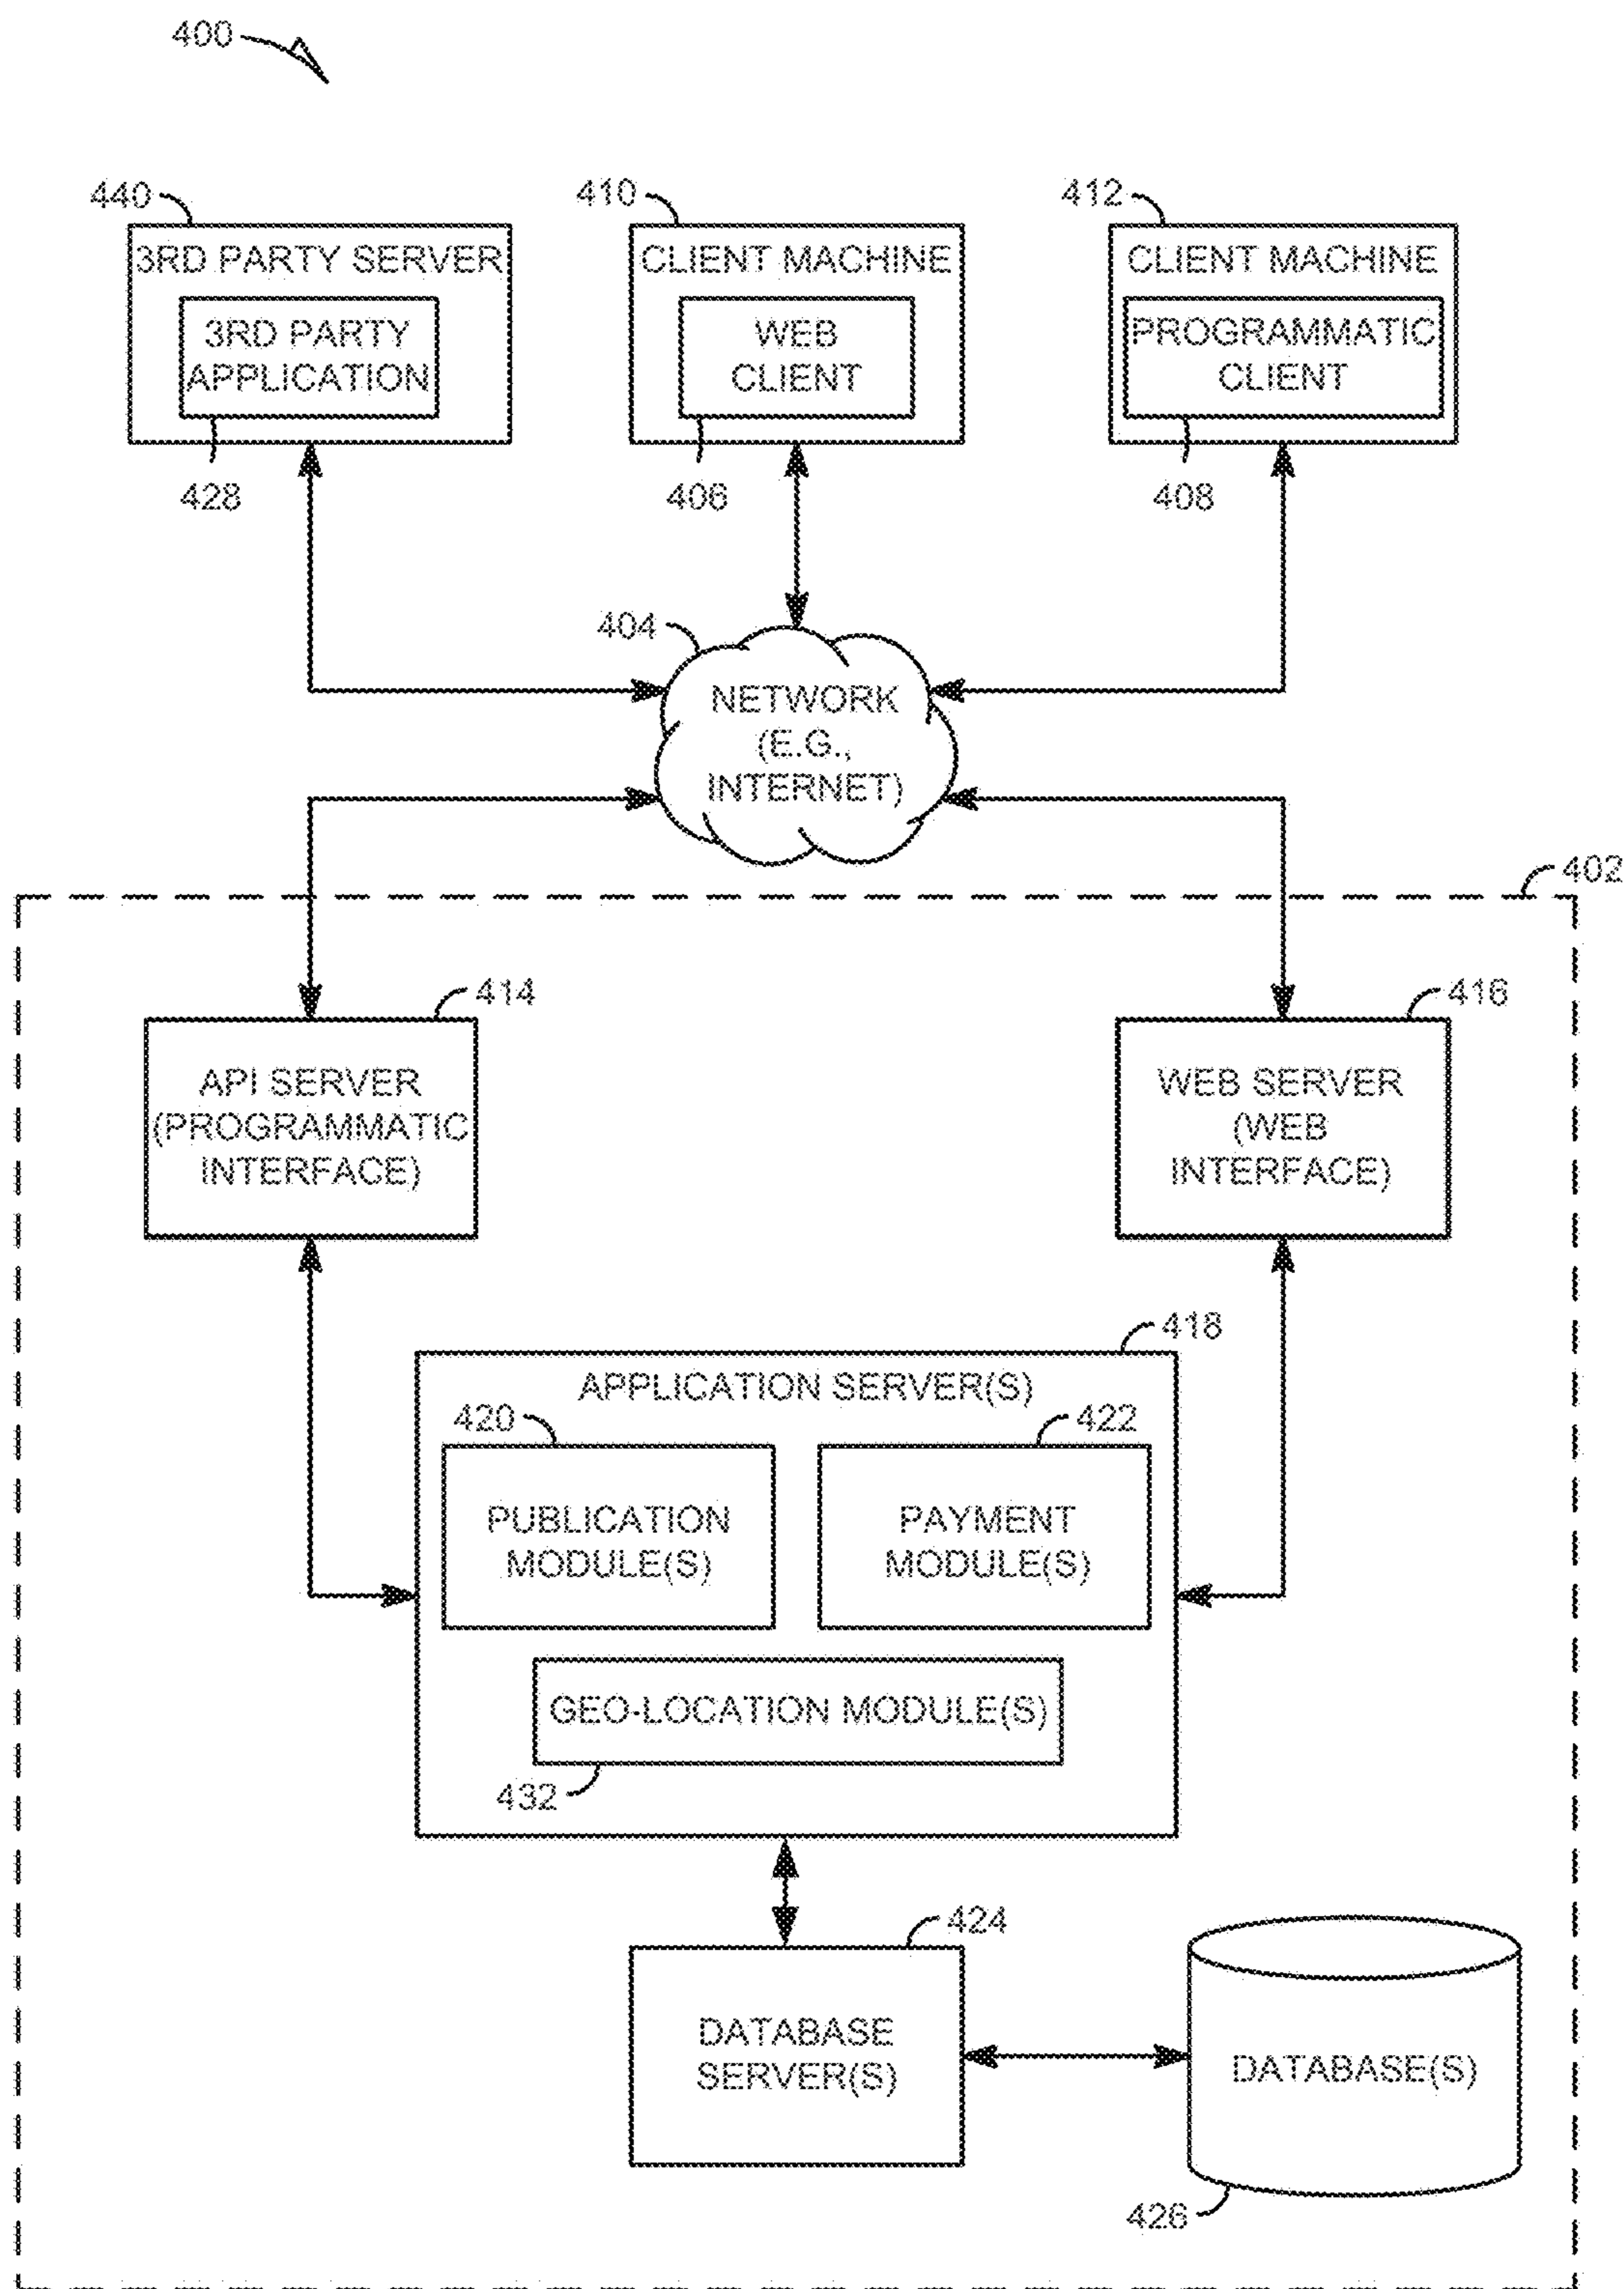 400
440
410
412
3RD PARTY SERVER
CLIENT MACHINE
CLIENT MACHINE
3RD PARTY
APPLICATION
WEB
CLIENT
PROGRAMMATIC
CLIENT
428
406
408
404
NETWORK
(E.G.,
INTERNET)
402
414
416
API SERVER
(PROGRAMMATIC
INTERFACE)
WEB SERVER
(WEB
INTERFACE)
418
APPLICATION SERVER(S)
420
422
PUBLICATION
MODULE(S)
PAYMENT
MODULE(S)
GEO-LOCATION MODULE(S)
432
424
DATABASE
SERVER(S)
DATABASE(S)
426